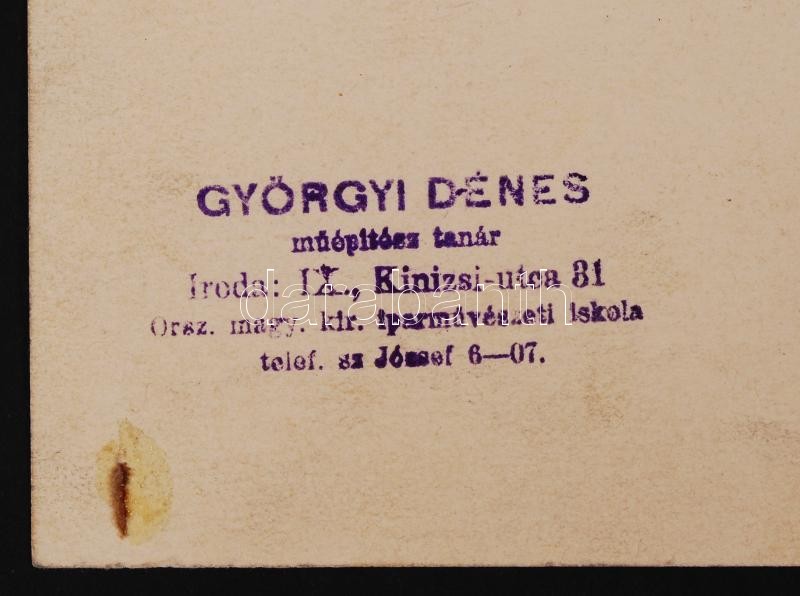 GYÖRGYI DÉNES
műépitész tanár
Iroda: IX., Kinizsi-utca 31
Orsz. magy. kir. iparművészeti iskola
telef. sz József 6—07.
darabanth